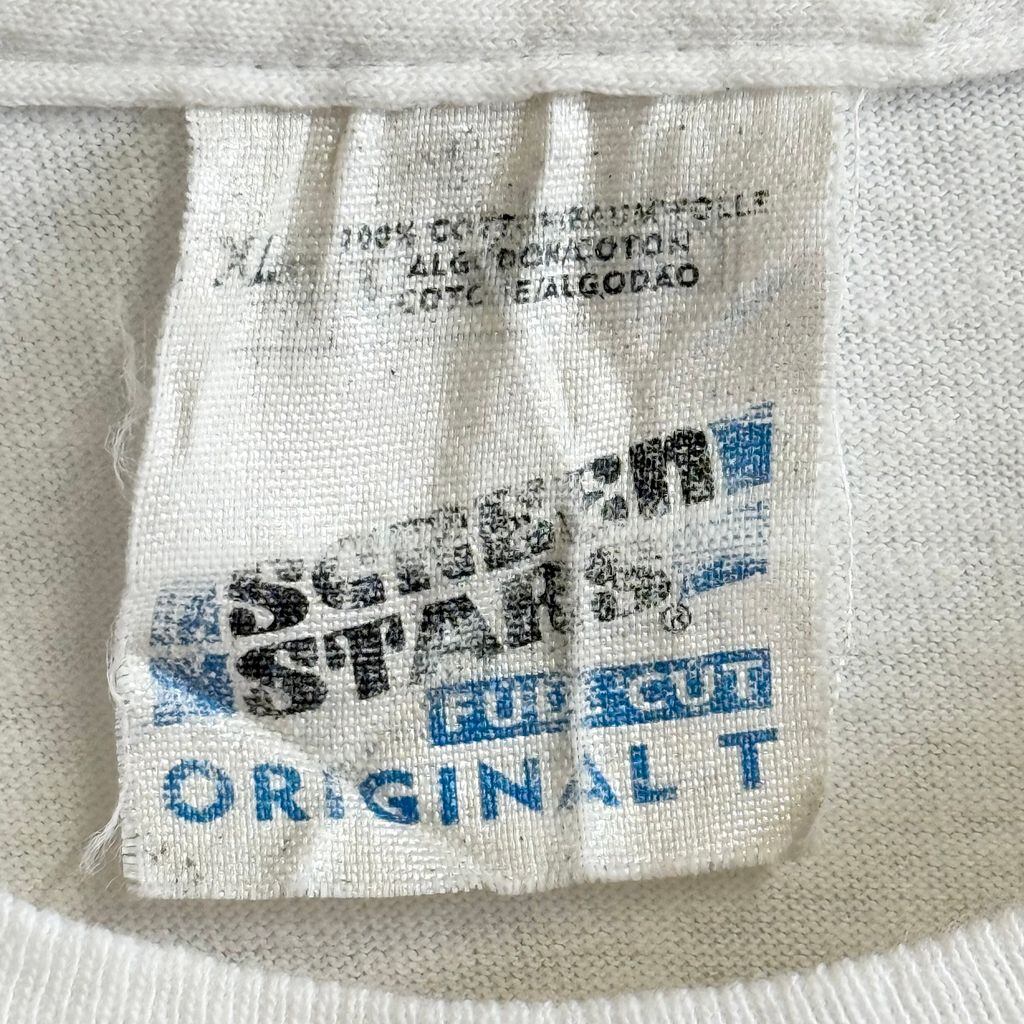 XL
100% COTTON/BAUMWOLLE
ALGODON/COTON
COTONE/ALGODAO
SCREEN
STARS®
FULL CUT
ORIGINAL T